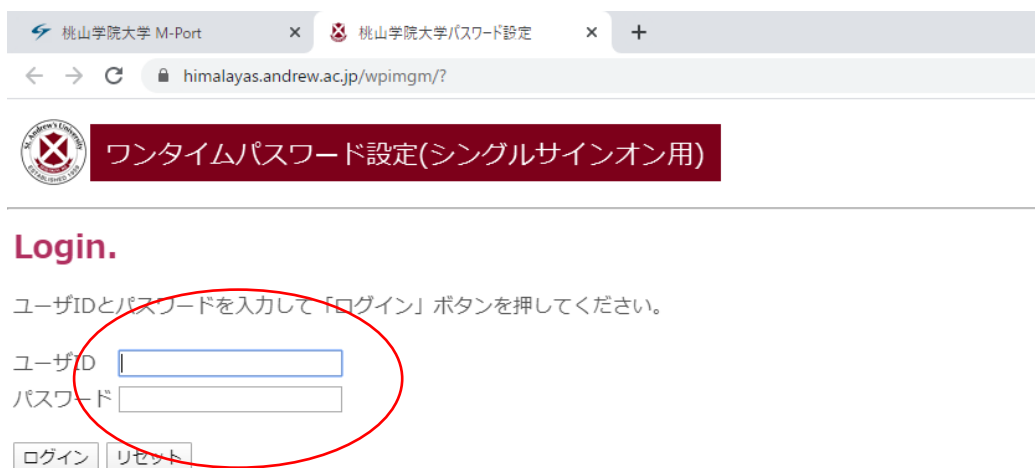 桃山学院大学 M-Port
桃山学院大学パスワード設定
himalayas.andrew.ac.jp/wpimgm/?
St. Andrew's University
ESTABLISHED 1959
ワンタイムパスワード設定(シングルサインオン用)
Login.
ユーザIDとパスワードを入力して「ログイン」ボタンを押してください。
ユーザID
パスワード
ログイン リセット